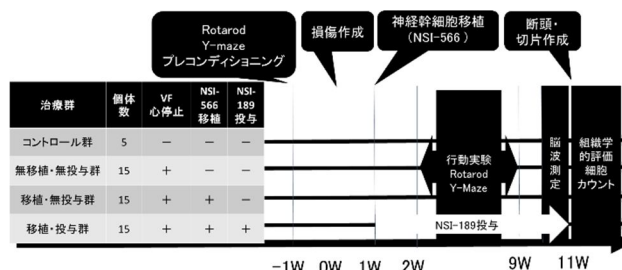 Rotarod
Y-maze
プレコンディショニング
損傷作成
神経幹細胞移植
(NSI-566 )
断頭・
切片作成
治療群
個体
数
VF
心停止
NSI-
566
移植
NSI-
189
投与
コントロール群 5 － － －
無移植・無投与群 15 ＋ － －
移植・無投与群 15 ＋ ＋ －
移植・投与群 15 ＋ ＋ ＋
行動実験
Rotarod
Y-Maze
脳波測定
組織学
的評価
細胞
カウント
NSI-189投与
-1W 0W 1W 2W 9W 11W